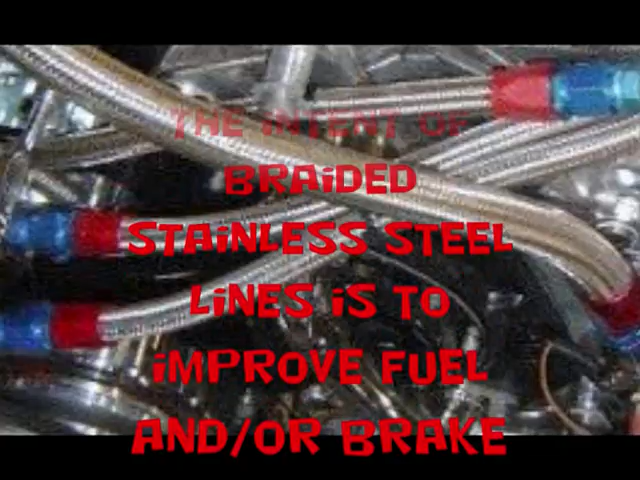 THE INTENT OF
BRAiDED
STAiNLESS STEEL
LiNES iS TO
iMPROVE FUEL
AND/OR BRAKE